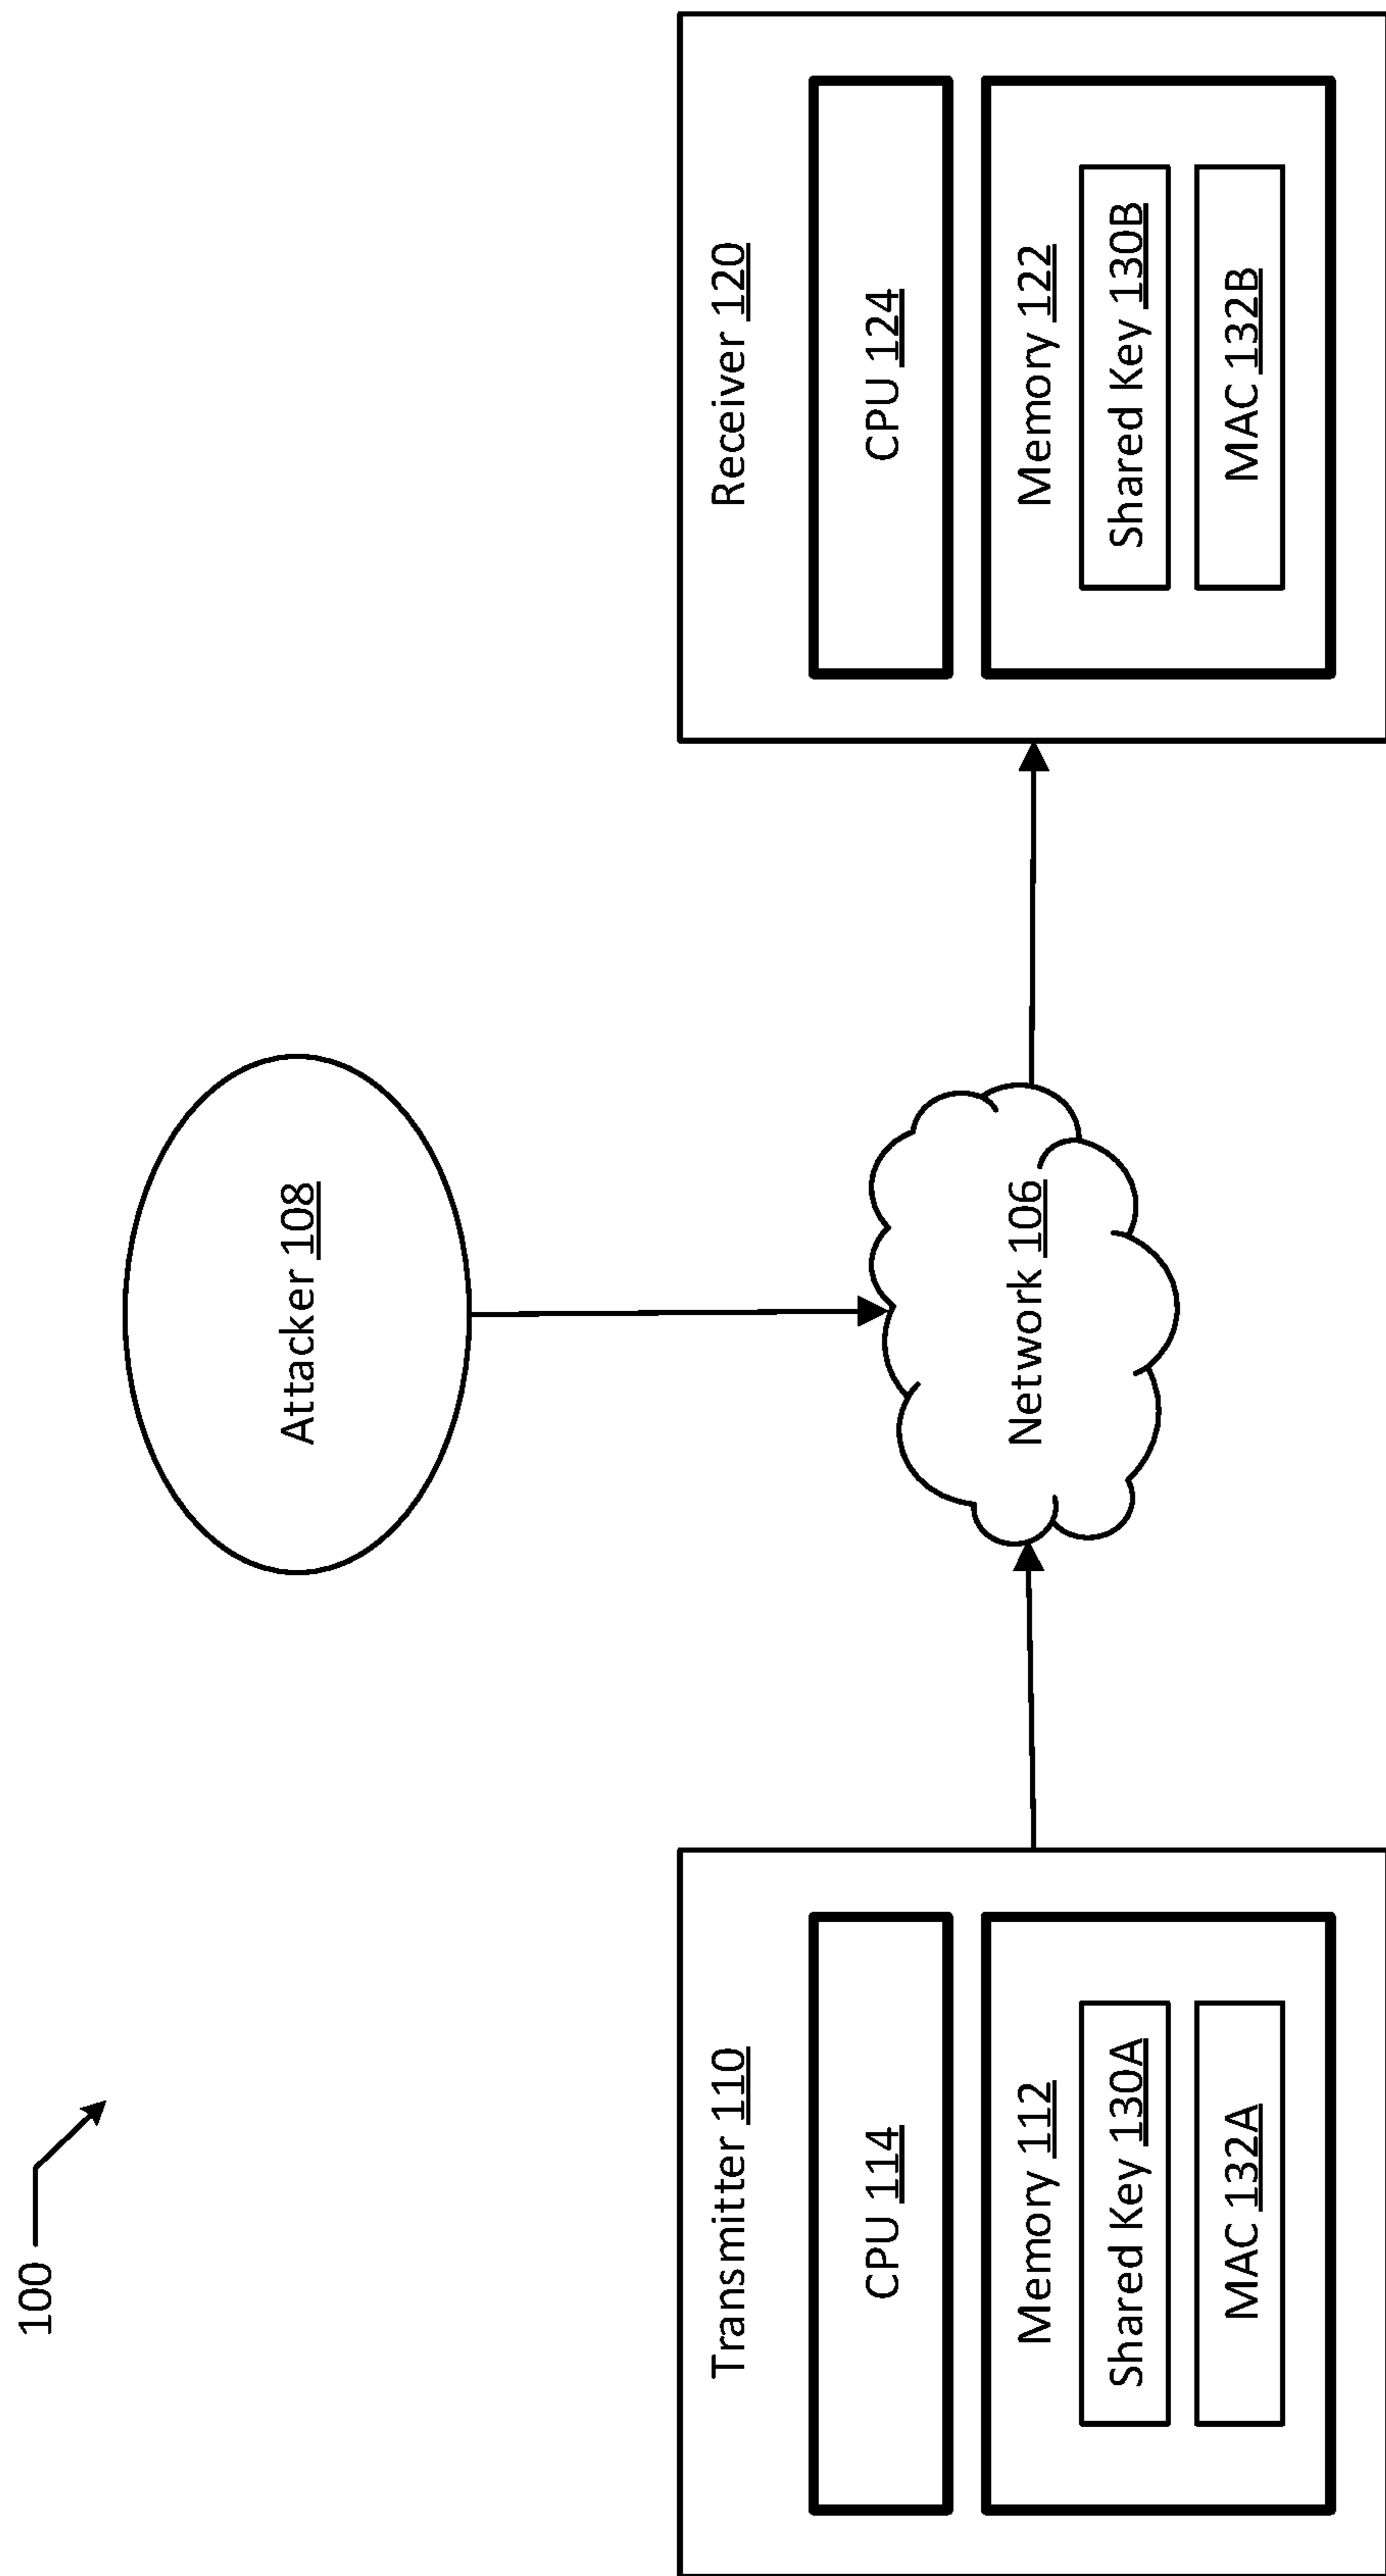 100
Attacker 108
Transmitter 110
CPU 114
Memory 112
Shared Key 130A
MAC 132A
Network 106
Receiver 120
CPU 124
Memory 122
Shared Key 130B
MAC 132B